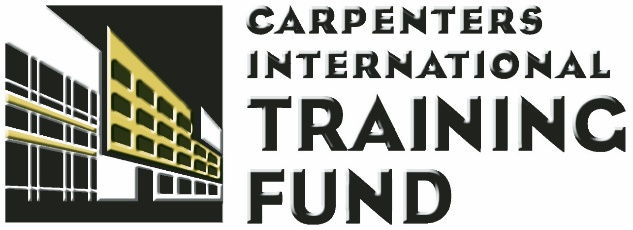 CARPENTERS
INTERNATIONAL
TRAINING
FUND